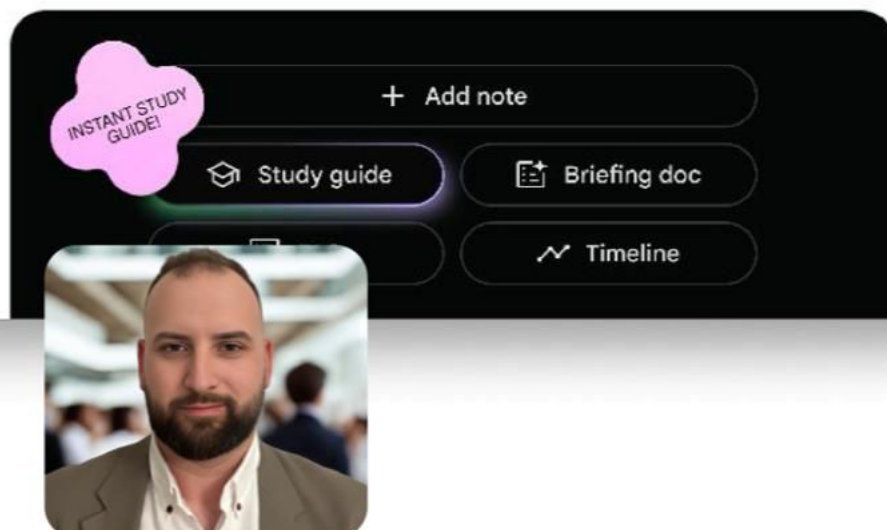 + Add note
INSTANT STUDY
GUIDE!
Study guide
Briefing doc
Timeline